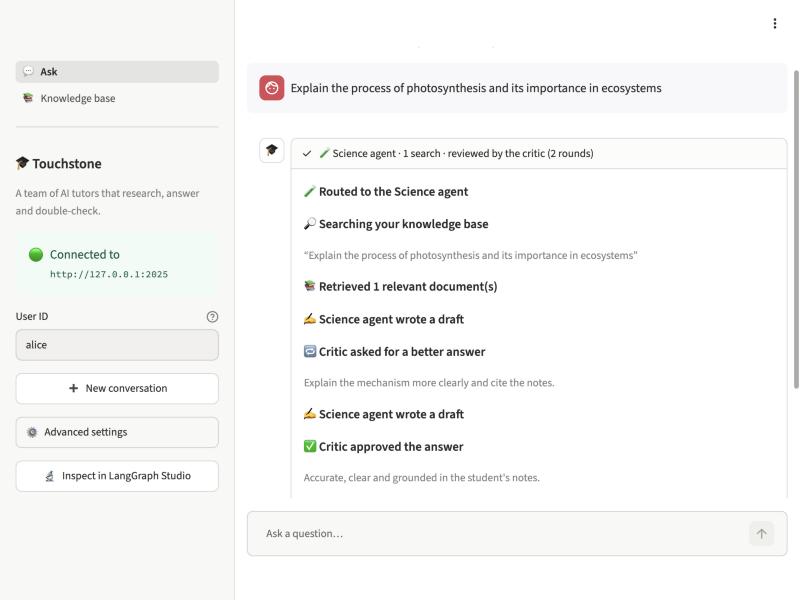 Ask
Knowledge base
Touchstone
A team of AI tutors that research, answer
and double-check.
Connected to
http://127.0.0.1:2025
User ID
alice
New conversation
Advanced settings
Inspect in LangGraph Studio
Explain the process of photosynthesis and its importance in ecosystems
Science agent · 1 search · reviewed by the critic (2 rounds)
Routed to the Science agent
Searching your knowledge base
“Explain the process of photosynthesis and its importance in ecosystems”
Retrieved 1 relevant document(s)
Science agent wrote a draft
Critic asked for a better answer
Explain the mechanism more clearly and cite the notes.
Science agent wrote a draft
Critic approved the answer
Accurate, clear and grounded in the student's notes.
Ask a question…